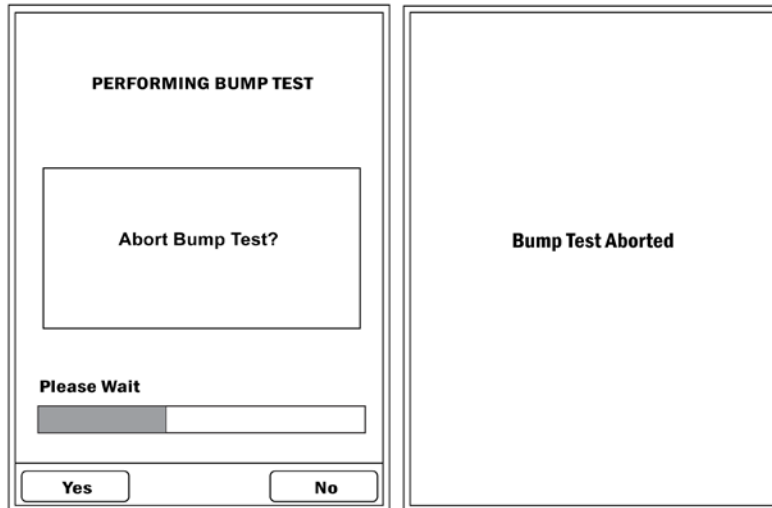 PERFORMING BUMP TEST
Abort Bump Test?
Please Wait
Yes
No
Bump Test Aborted